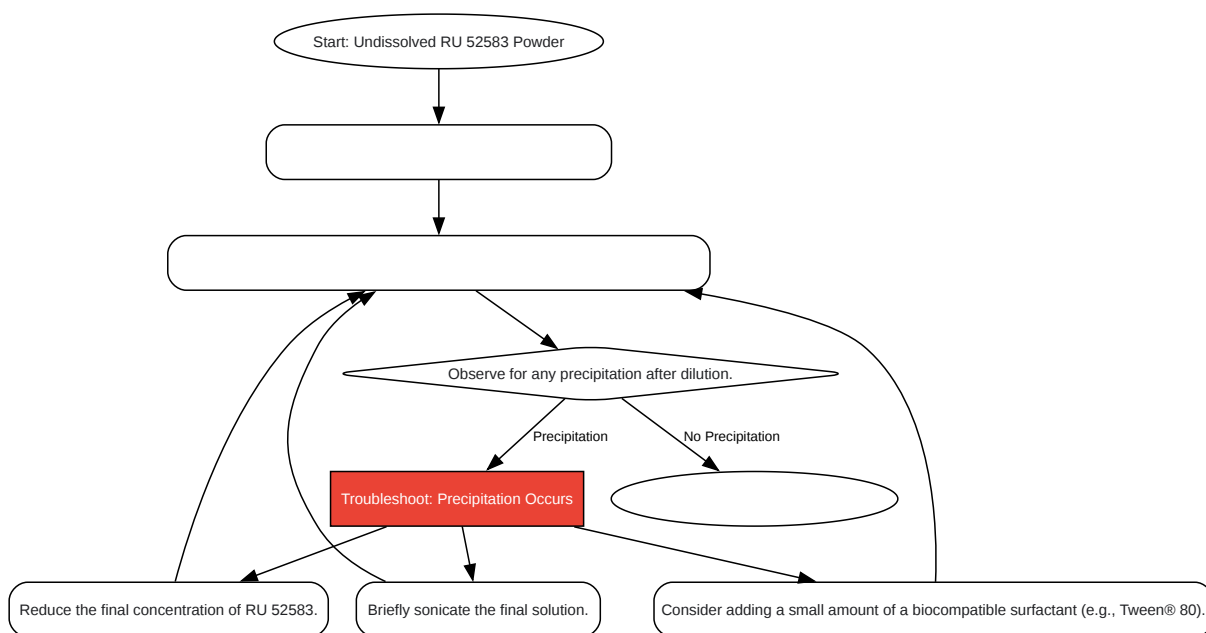 Start: Undissolved RU 52583 Powder
Observe for any precipitation after dilution.
Precipitation
No Precipitation
Troubleshoot: Precipitation Occurs
Reduce the final concentration of RU 52583.
Briefly sonicate the final solution.
Consider adding a small amount of a biocompatible surfactant (e.g., Tween® 80).